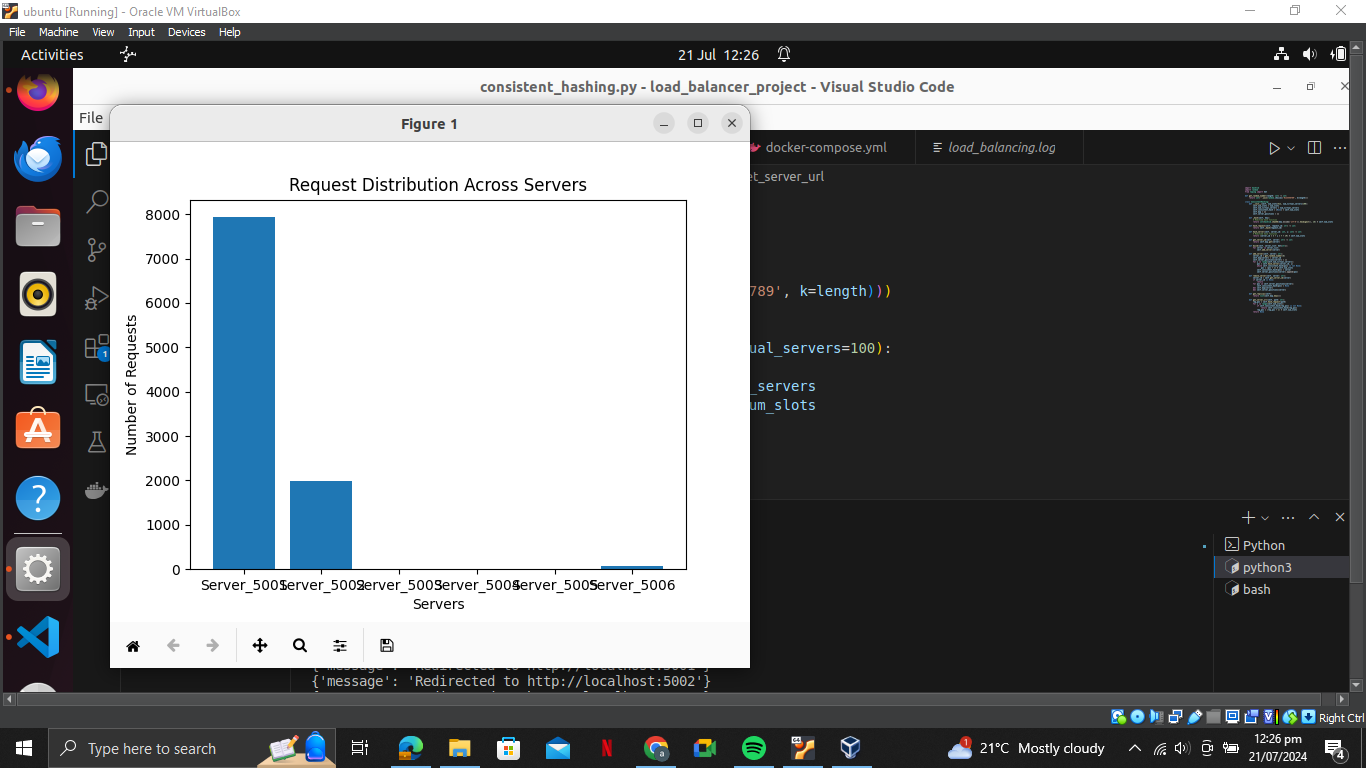 ubuntu [Running] - Oracle VM VirtualBox
File Machine View Input Devices Help
Activities
21 Jul 12:26
consistent_hashing.py - load_balancer_project - Visual Studio Code
File
Figure 1
docker-compose.yml
load_balancing.log
et_server_url
Request Distribution Across Servers
8000
7000
6000
5000
4000
3000
2000
1000
0
Number of Requests
Server_5001
Server_5002
Server_5003
Server_5004
Server_5005
Server_5006
Servers
789', k=length)))
ual_servers=100):
_servers
um_slots
1
Python
python3
bash
{'message': 'Redirected to http://localhost:5001'}
{'message': 'Redirected to http://localhost:5002'}
Right Ctrl
Type here to search
21°C Mostly cloudy
12:26 pm
21/07/2024
4